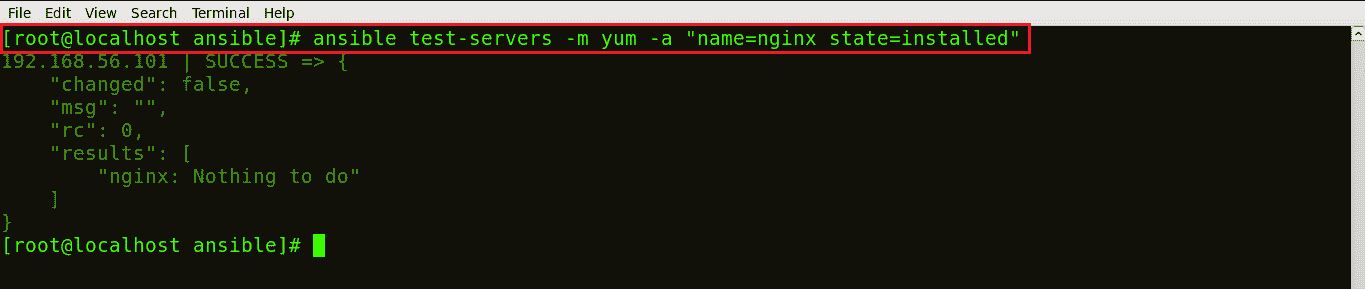 File Edit View Search Terminal Help
[root@localhost ansible]# ansible test-servers -m yum -a "name=nginx state=installed"
192.168.56.101 | SUCCESS => {
    "changed": false,
    "msg": "",
    "rc": 0,
    "results": [
        "nginx: Nothing to do"
    ]
}
[root@localhost ansible]#